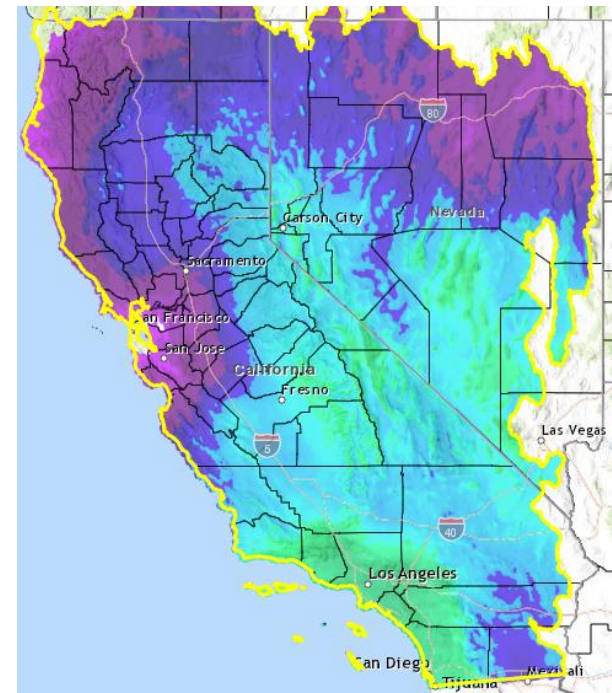 80
Carson City
Nevada
Sacramento
an Francisco
San Jose
California
Fresno
5
Las Vegas
40
Los Angeles
San Diego
Mexicali
Tijuana